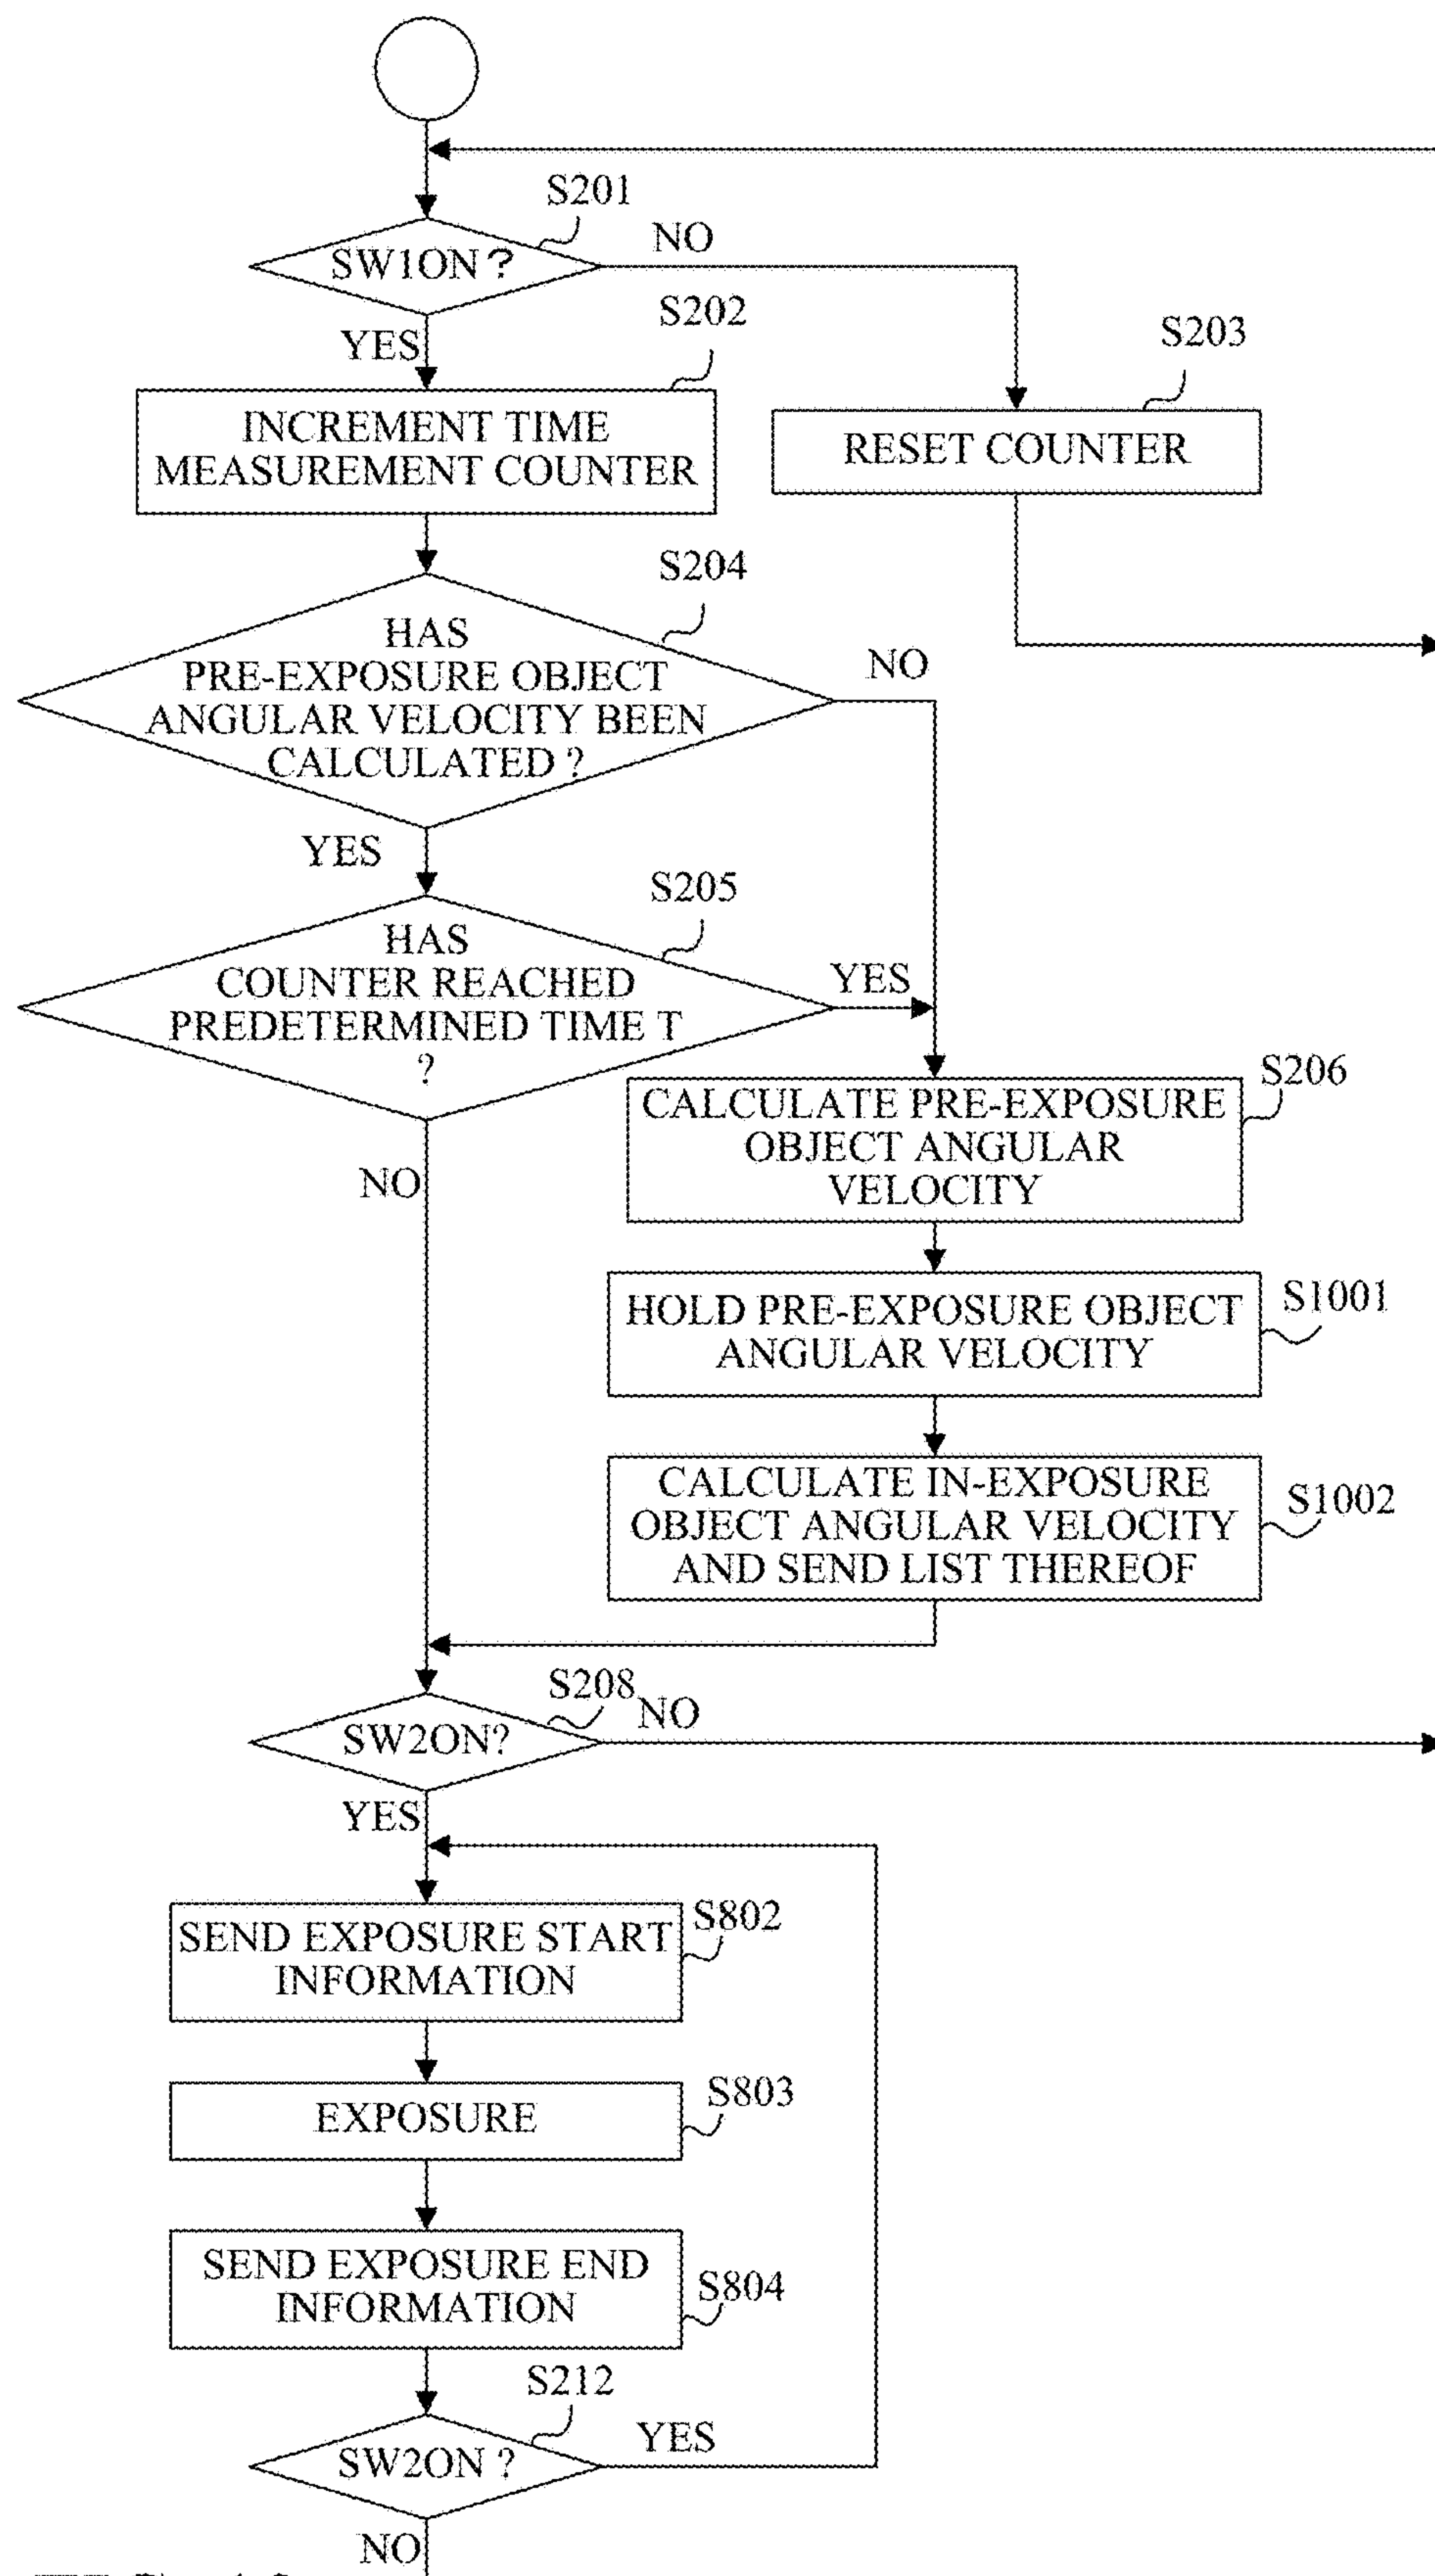 S201
SW1ON?
NO
YES
S202
INCREMENT TIME
MEASUREMENT COUNTER
S203
RESET COUNTER
S204
HAS
PRE-EXPOSURE OBJECT
ANGULAR VELOCITY BEEN
CALCULATED ?
NO
YES
S205
HAS
COUNTER REACHED
PREDETERMINED TIME T
?
YES
NO
S206
CALCULATE PRE-EXPOSURE
OBJECT ANGULAR
VELOCITY
HOLD PRE-EXPOSURE OBJECT
ANGULAR VELOCITY
S1001
CALCULATE IN-EXPOSURE
OBJECT ANGULAR VELOCITY
AND SEND LIST THEREOF
S1002
S208
SW2ON?
NO
YES
SEND EXPOSURE START
INFORMATION
S802
EXPOSURE
S803
SEND EXPOSURE END
INFORMATION
S804
S212
SW2ON ?
YES
NO